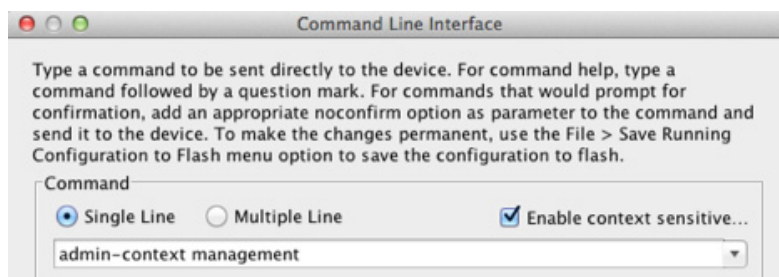 Command Line Interface
Type a command to be sent directly to the device. For command help, type a
command followed by a question mark. For commands that would prompt for
confirmation, add an appropriate noconfirm option as parameter to the command and
send it to the device. To make the changes permanent, use the File > Save Running
Configuration to Flash menu option to save the configuration to flash.
Command
Single Line Multiple Line Enable context sensitive...
admin-context management